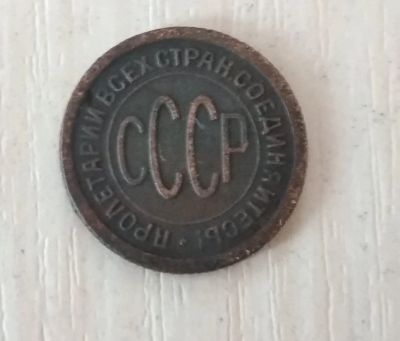 ПРОЛЕТАРИИ ВСЕХ СТРАН, СОЕДИНЯЙТЕСЬ!
СССР